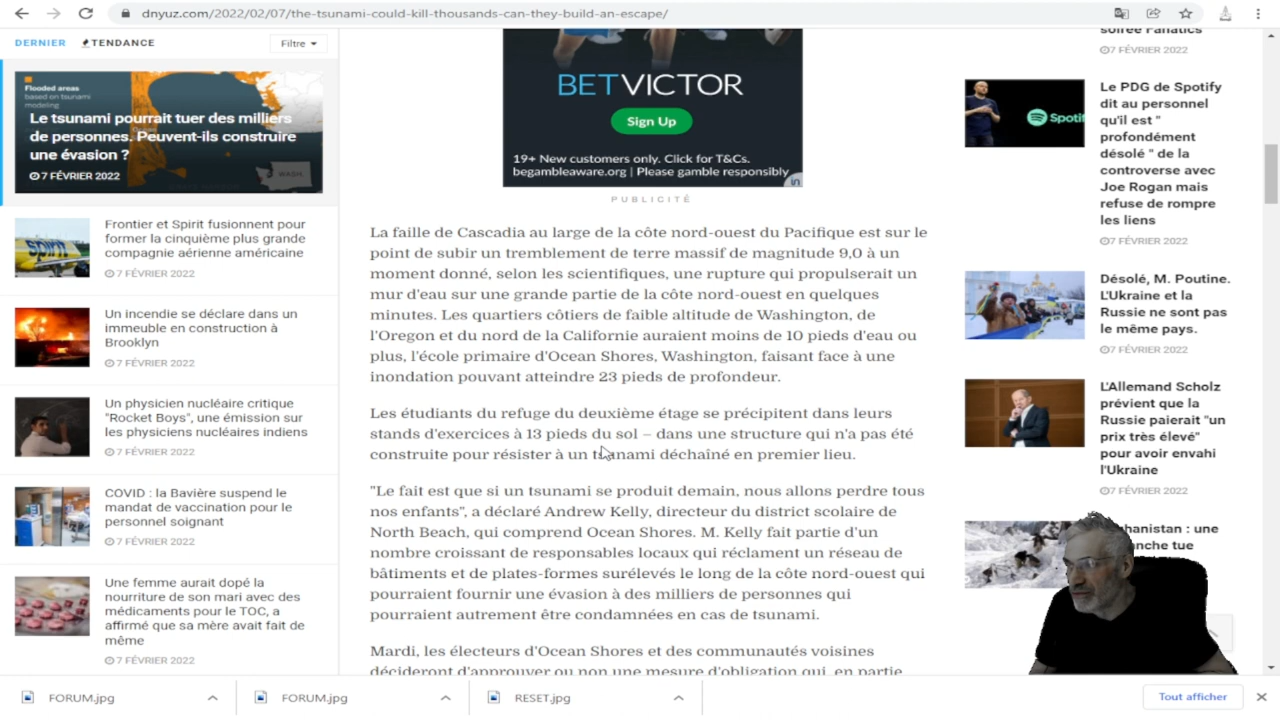 dnyuz.com/2022/02/07/the-tsunami-could-kill-thousands-can-they-build-an-escape/
DERNIER
TENDANCE
Filtre
Flooded areas
based on tsunami
modeling
Le tsunami pourrait tuer des milliers
de personnes. Peuvent-ils construire
une évasion ?
7 FÉVRIER 2022
WASH.
Frontier et Spirit fusionnent pour
former la cinquième plus grande
compagnie aérienne américaine
7 FÉVRIER 2022
spirit
Un incendie se déclare dans un
immeuble en construction à
Brooklyn
7 FÉVRIER 2022
Un physicien nucléaire critique
"Rocket Boys", une émission sur
les physiciens nucléaires indiens
7 FÉVRIER 2022
COVID : la Bavière suspend le
mandat de vaccination pour le
personnel soignant
7 FÉVRIER 2022
Une femme aurait dopé la
nourriture de son mari avec des
médicaments pour le TOC, a
affirmé que sa mère avait fait de
même
7 FÉVRIER 2022
BETVICTOR
Sign Up
19+ New customers only. Click for T&Cs.
begambleaware.org | Please gamble responsibly
PUBLICITÉ
La faille de Cascadia au large de la côte nord-ouest du Pacifique est sur le
point de subir un tremblement de terre massif de magnitude 9,0 à un
moment donné, selon les scientifiques, une rupture qui propulserait un
mur d'eau sur une grande partie de la côte nord-ouest en quelques
minutes. Les quartiers côtiers de faible altitude de Washington, de
l'Oregon et du nord de la Californie auraient moins de 10 pieds d'eau ou
plus, l'école primaire d'Ocean Shores, Washington, faisant face à une
inondation pouvant atteindre 23 pieds de profondeur.
Les étudiants du refuge du deuxième étage se précipitent dans leurs
stands d'exercices à 13 pieds du sol – dans une structure qui n'a pas été
construite pour résister à un tsunami déchaîné en premier lieu.
"Le fait est que si un tsunami se produit demain, nous allons perdre tous
nos enfants", a déclaré Andrew Kelly, directeur du district scolaire de
North Beach, qui comprend Ocean Shores. M. Kelly fait partie d'un
nombre croissant de responsables locaux qui réclament un réseau de
bâtiments et de plates-formes surélevés le long de la côte nord-ouest qui
pourraient fournir une évasion à des milliers de personnes qui
pourraient autrement être condamnées en cas de tsunami.
Mardi, les électeurs d'Ocean Shores et des communautés voisines
décideront d'approuver ou non une mesure d'obligation qui, en partie
soirée Fanatics
7 FÉVRIER 2022
Spotif
Le PDG de Spotify
dit au personnel
qu'il est "
profondément
désolé " de la
controverse avec
Joe Rogan mais
refuse de rompre
les liens
7 FÉVRIER 2022
Désolé, M. Poutine.
L'Ukraine et la
Russie ne sont pas
le même pays.
7 FÉVRIER 2022
L'Allemand Scholz
prévient que la
Russie paierait "un
prix très élevé"
pour avoir envahi
l'Ukraine
7 FÉVRIER 2022
hanistan : une
anche tue
FORUM.jpg
FORUM.jpg
RESET.jpg
Tout afficher